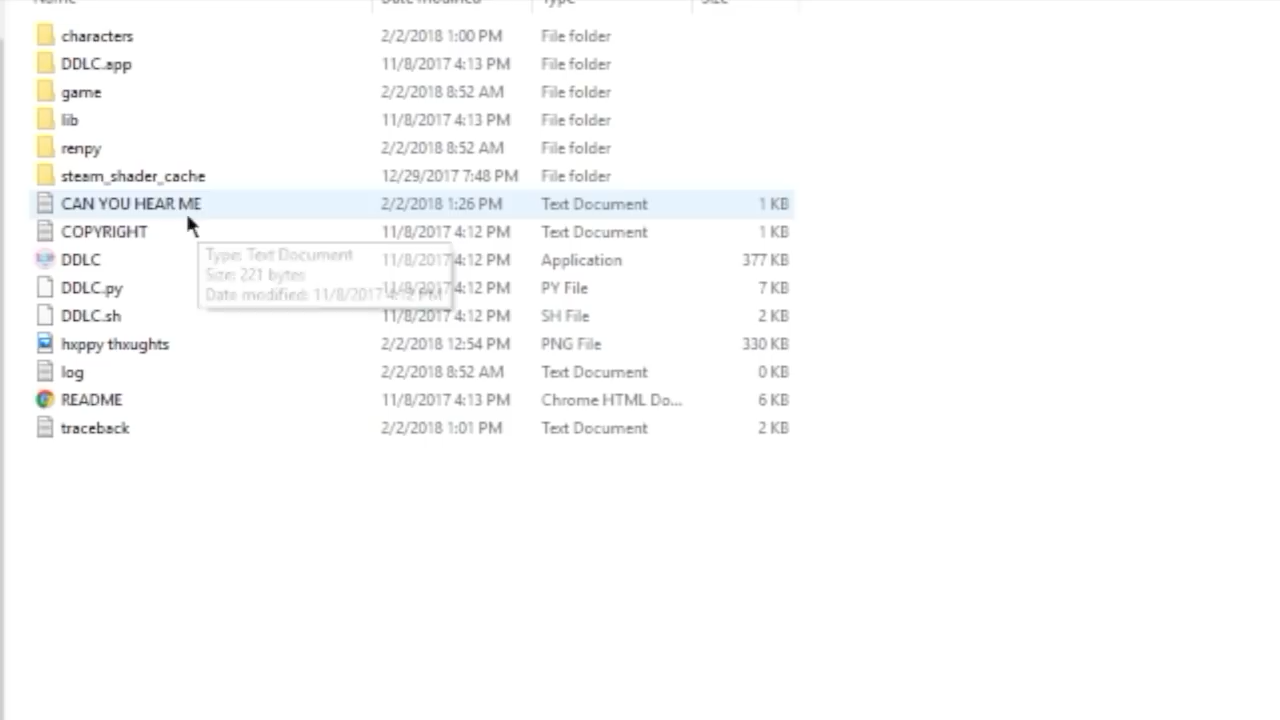 Name Date modified Type Size
characters 2/2/2018 1:00 PM File folder
DDLC.app 11/8/2017 4:13 PM File folder
game 2/2/2018 8:52 AM File folder
lib 11/8/2017 4:13 PM File folder
renpy 2/2/2018 8:52 AM File folder
steam_shader_cache 12/29/2017 7:48 PM File folder
CAN YOU HEAR ME 2/2/2018 1:26 PM Text Document 1 KB
COPYRIGHT 11/8/2017 4:12 PM Text Document 1 KB
DDLC 11/8/2017 4:12 PM Application 377 KB
Type: Text Document
Size: 221 bytes
Date modified: 11/8/2017 4:12 PM
DDLC.py 11/8/2017 4:12 PM PY File 7 KB
DDLC.sh 11/8/2017 4:12 PM SH File 2 KB
hxppy thxughts 2/2/2018 12:54 PM PNG File 330 KB
log 2/2/2018 8:52 AM Text Document 0 KB
README 11/8/2017 4:13 PM Chrome HTML Do... 6 KB
traceback 2/2/2018 1:01 PM Text Document 2 KB